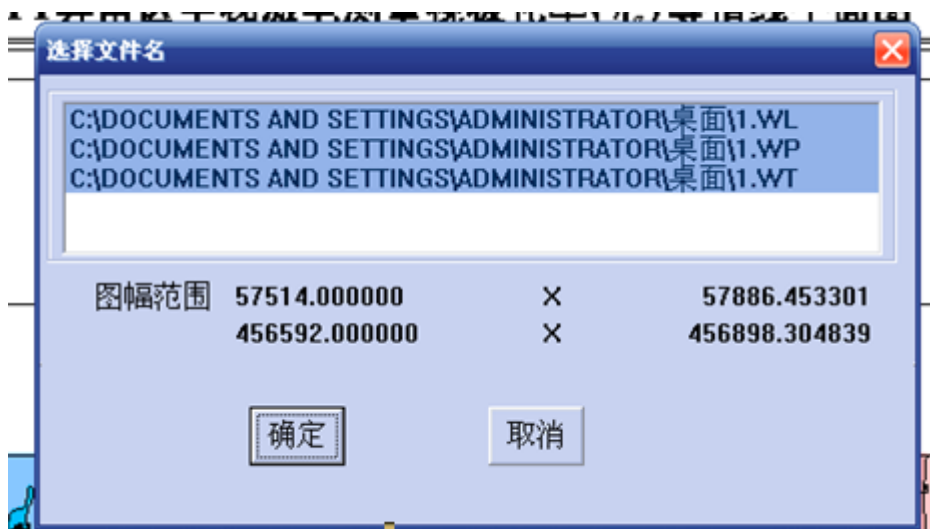 选择文件名
C:\DOCUMENTS AND SETTINGS\ADMINISTRATOR\桌面\1.WL
C:\DOCUMENTS AND SETTINGS\ADMINISTRATOR\桌面\1.WP
C:\DOCUMENTS AND SETTINGS\ADMINISTRATOR\桌面\1.WT
图幅范围 57514.000000 X 57886.453301
456592.000000 X 456898.304839
确定 取消